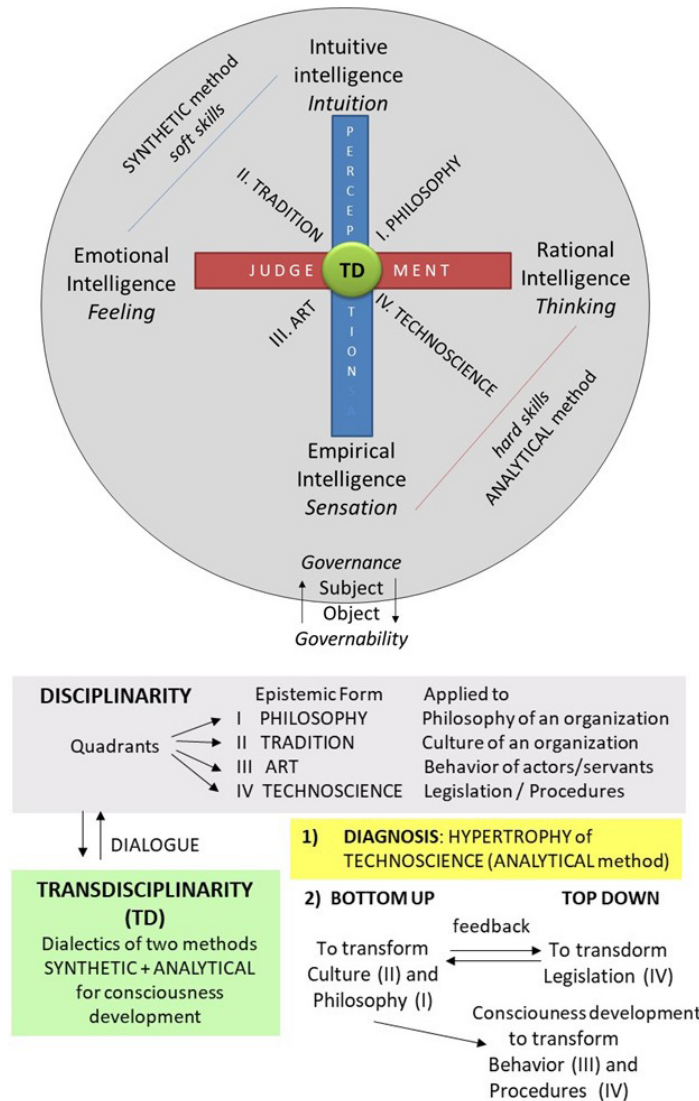 Intuitive
intelligence
Intuition
SYNTHETIC method
soft skills
II. TRADITION
I. PHILOSOPHY
PERCEP
Emotional
Intelligence
Feeling
JUDGE
TD
MENT
Rational
Intelligence
Thinking
III. ART
IV. TECHNOSCIENCE
TIONSA
hard skills
ANALYTICAL method
Empirical
Intelligence
Sensation
Governance
Subject
Object
Governability
DISCIPLINARITY
Epistemic Form Applied to
Quadrants
I PHILOSOPHY Philosophy of an organization
II TRADITION Culture of an organization
III ART Behavior of actors/servants
IV TECHNOSCIENCE Legislation / Procedures
DIALOGUE
TRANSDISCIPLINARITY
(TD)
Dialectics of two methods
SYNTHETIC + ANALYTICAL
for consciousness
development
1) DIAGNOSIS: HYPERTROPHY of
TECHNOSCIENCE (ANALYTICAL method)
2) BOTTOM UP TOP DOWN
feedback
To transform
Culture (II) and
Philosophy (I)
To transdorm
Legislation (IV)
Consciouness development
to transform
Behavior (III) and
Procedures (IV)